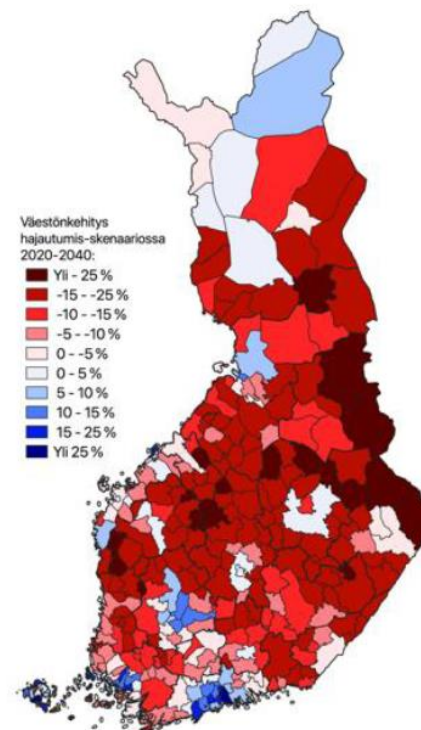 Väestönkehitys
hajautumis-skenaariossa
2020-2040:
Yli - 25 %
-15 - -25 %
-10 - -15 %
-5 - -10 %
0 - -5 %
0 - 5 %
5 - 10 %
10 - 15 %
15 - 25 %
Yli 25 %